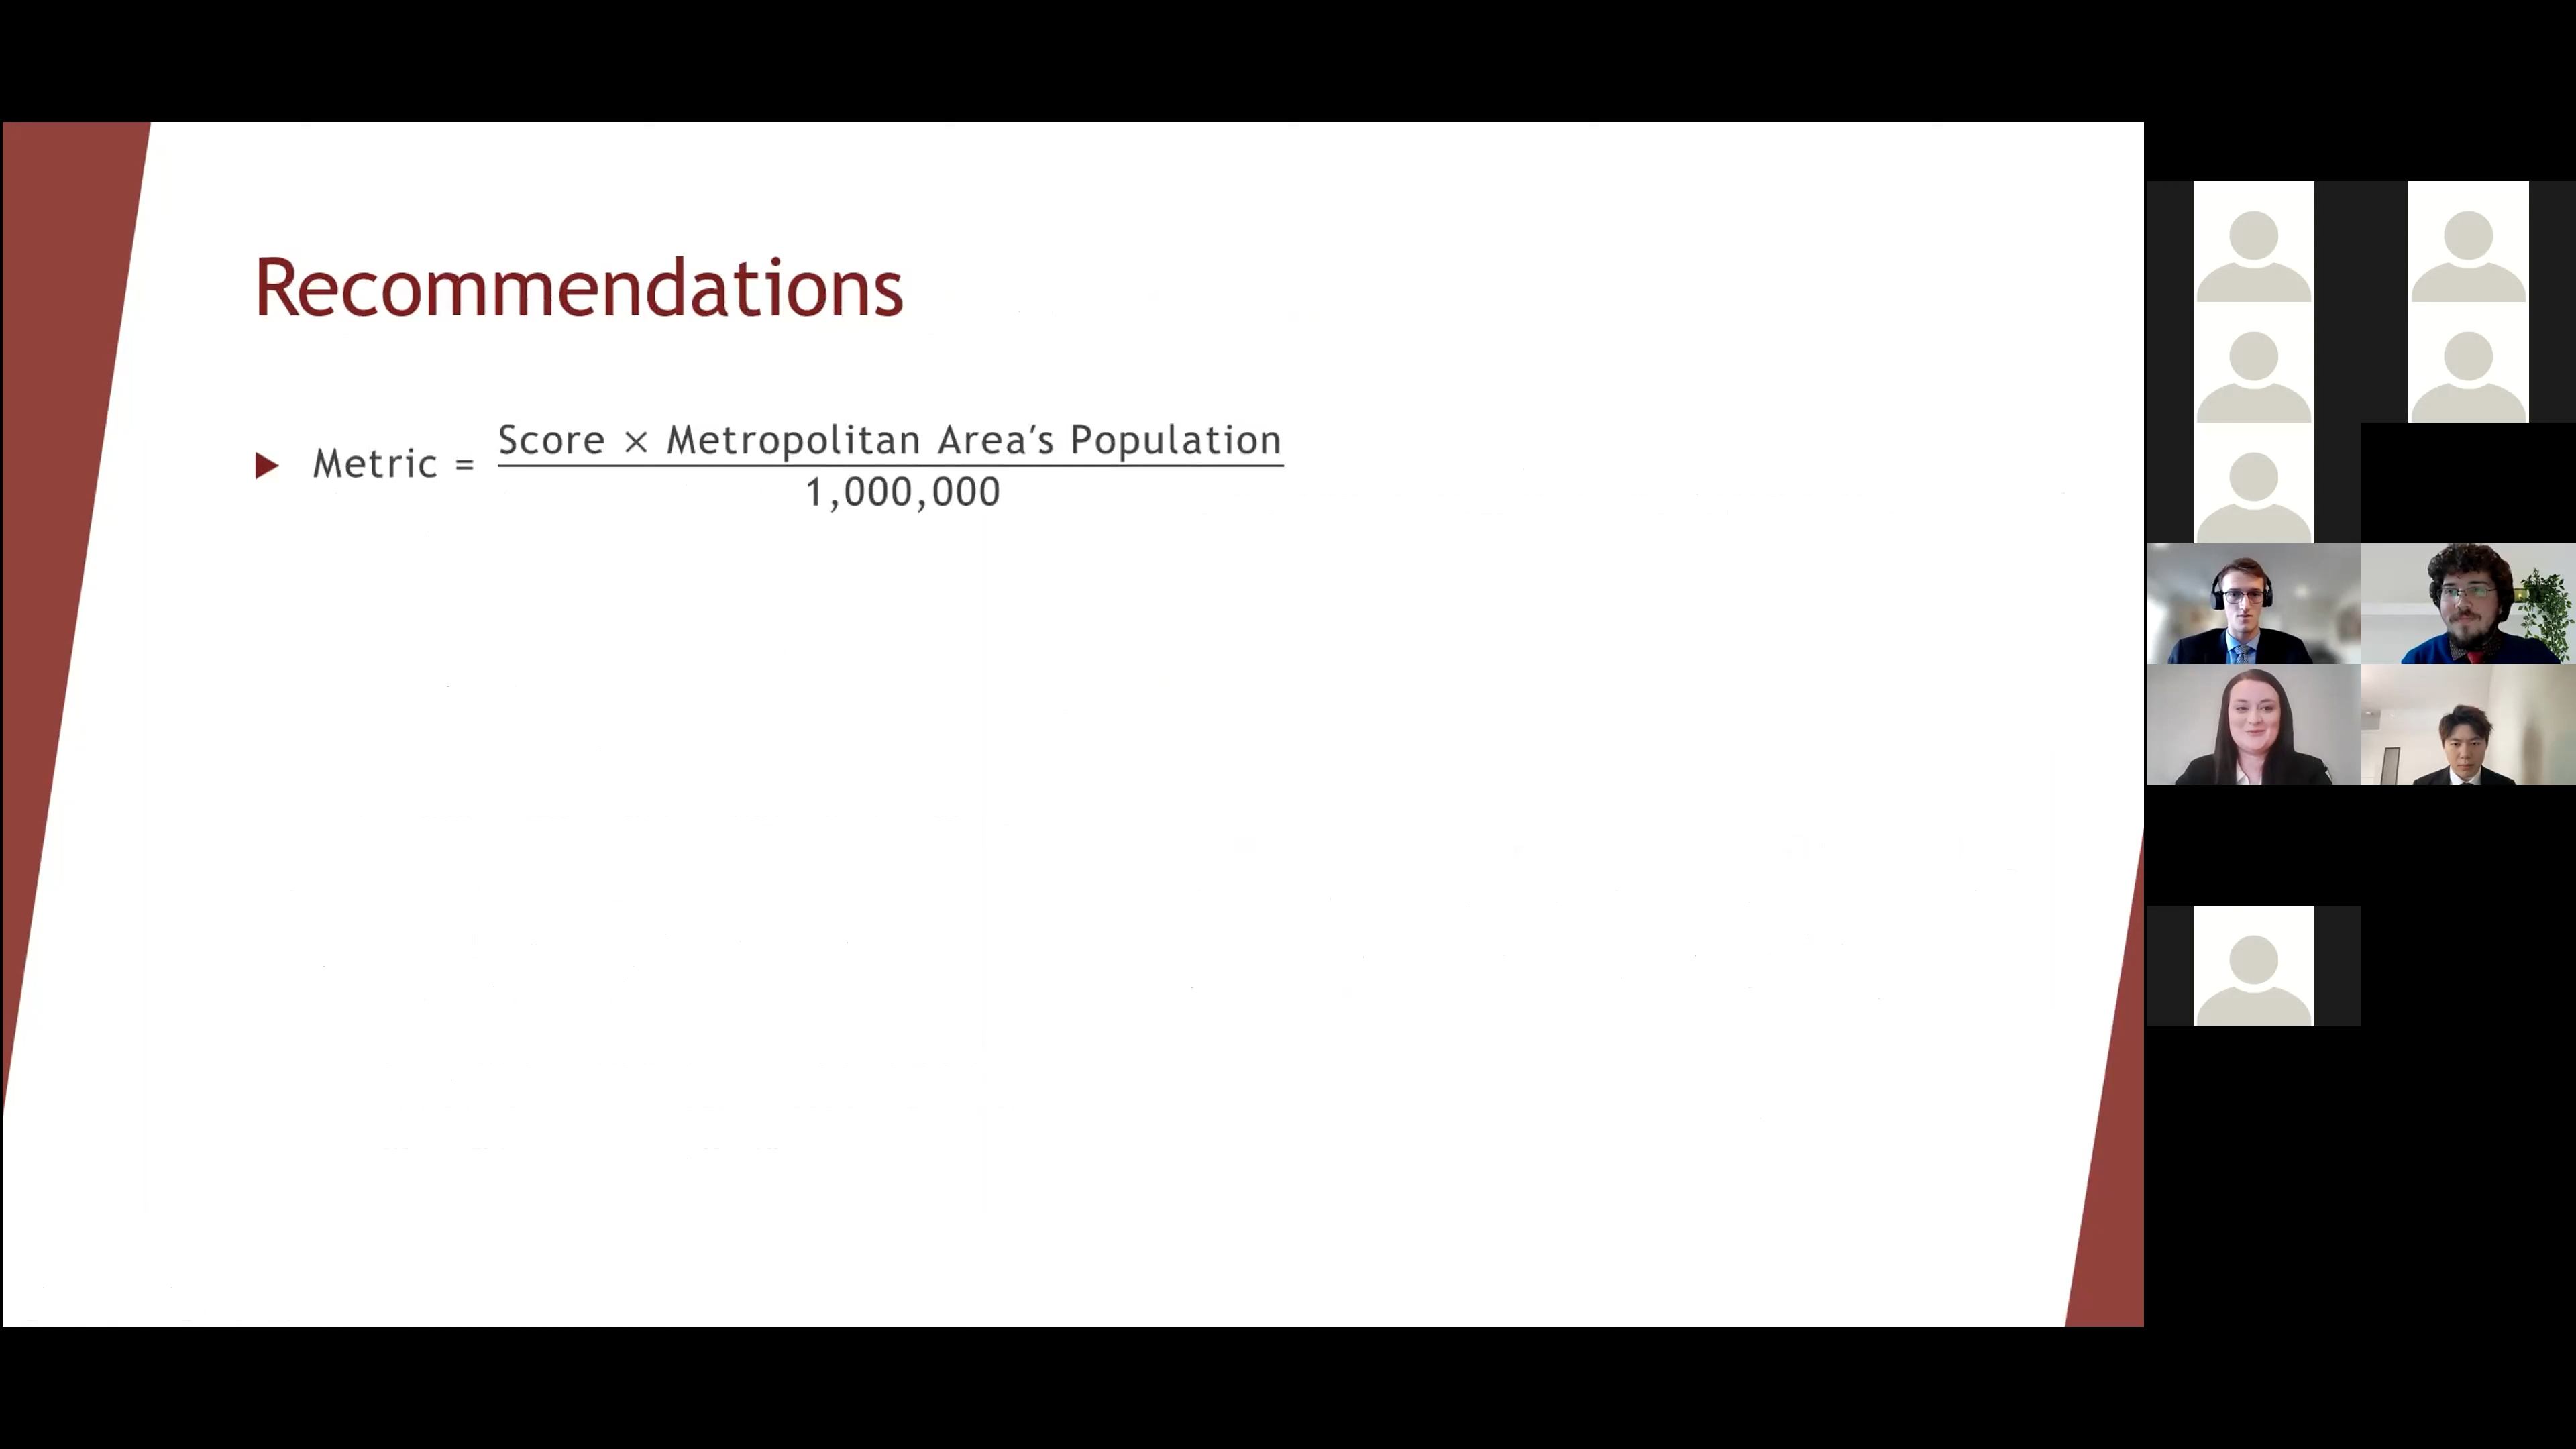 Recommendations
Metric = Score × Metropolitan Area's Population
1,000,000